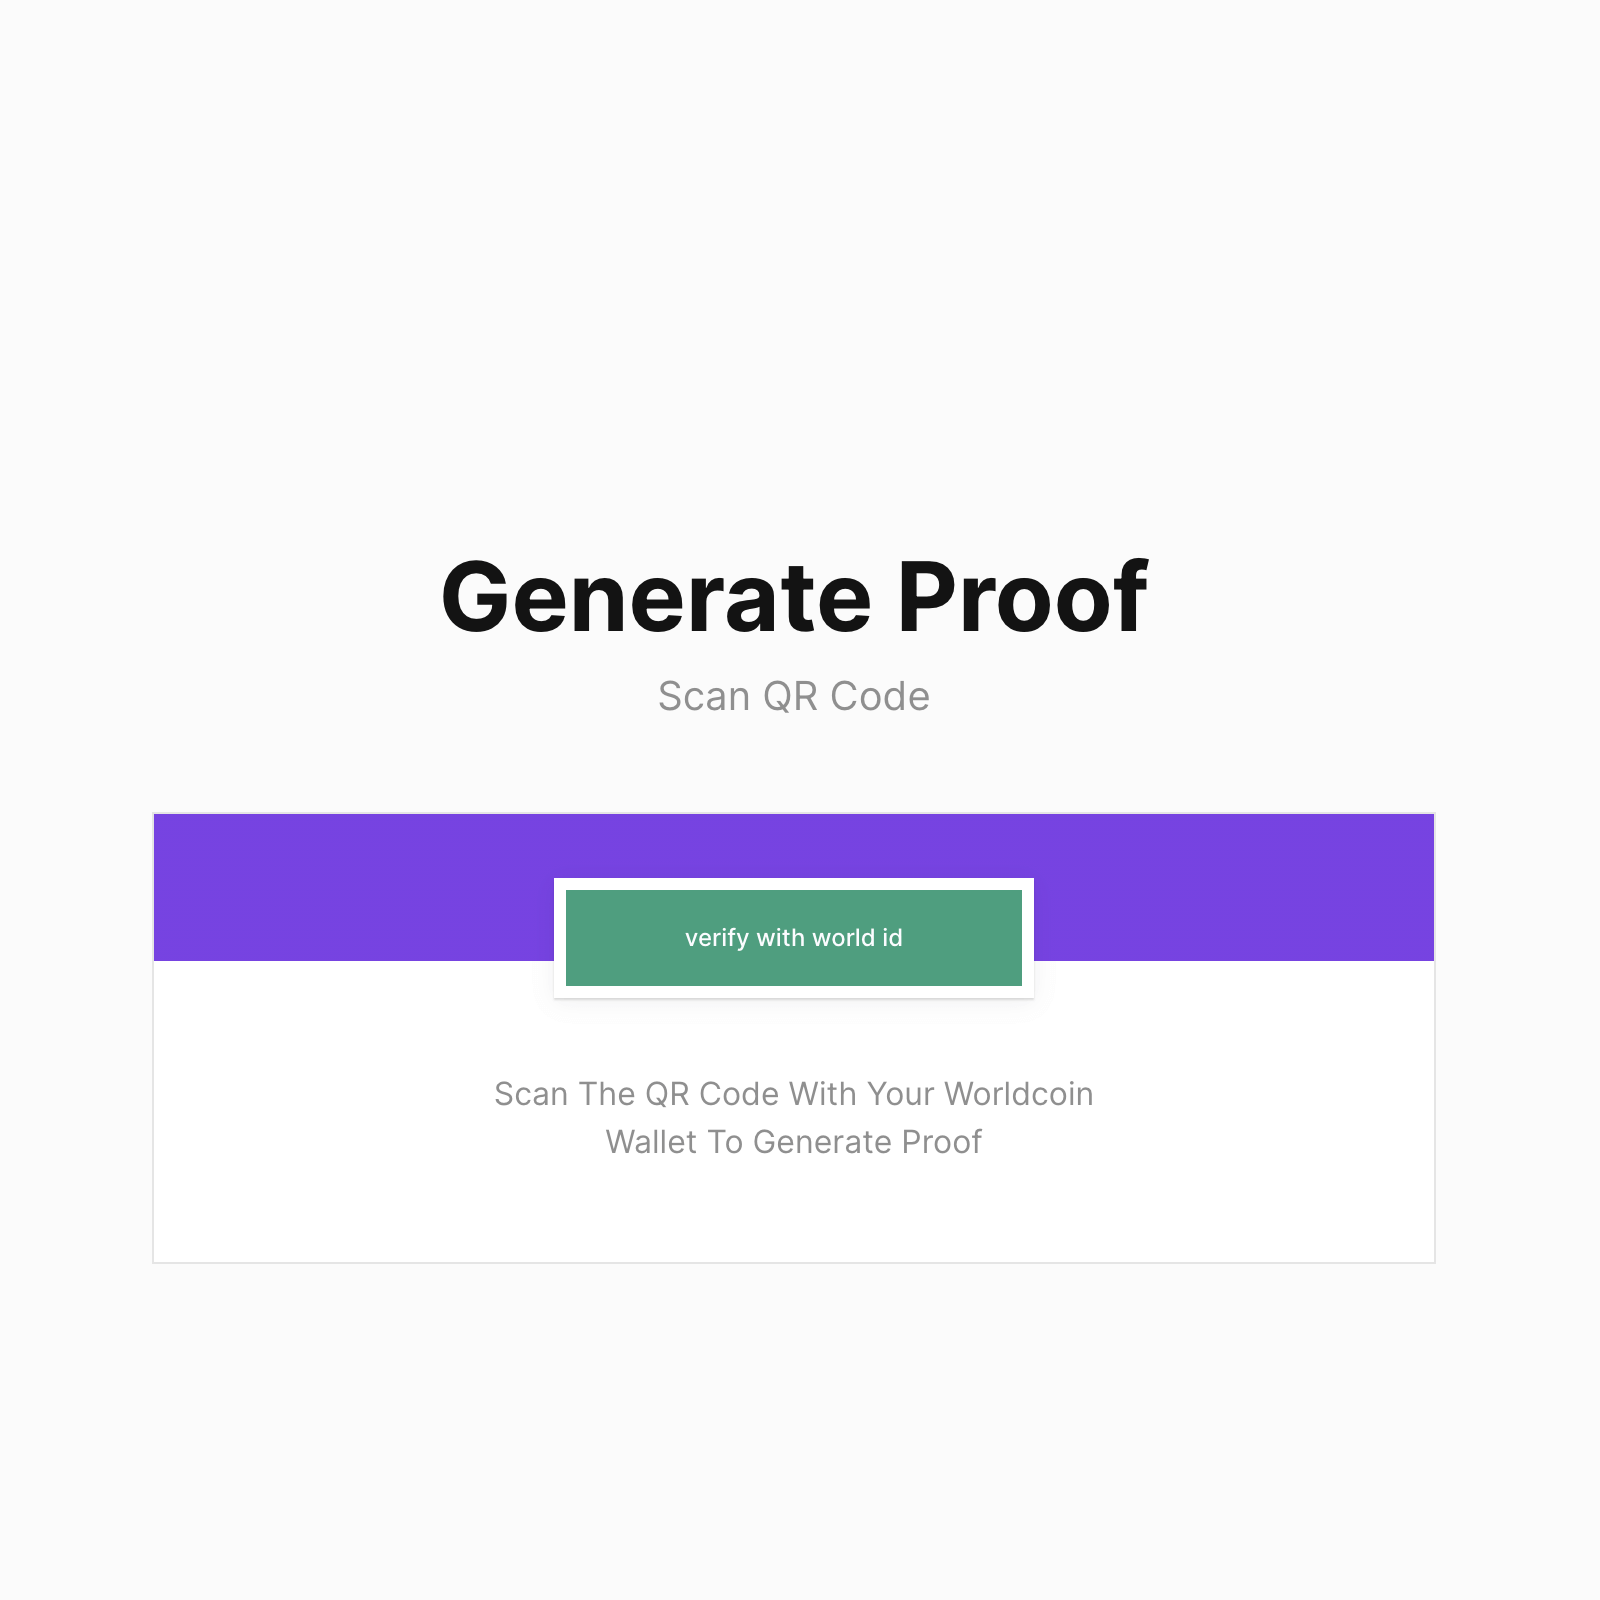 Generate Proof
Scan QR Code
verify with world id
Scan The QR Code With Your Worldcoin
Wallet To Generate Proof